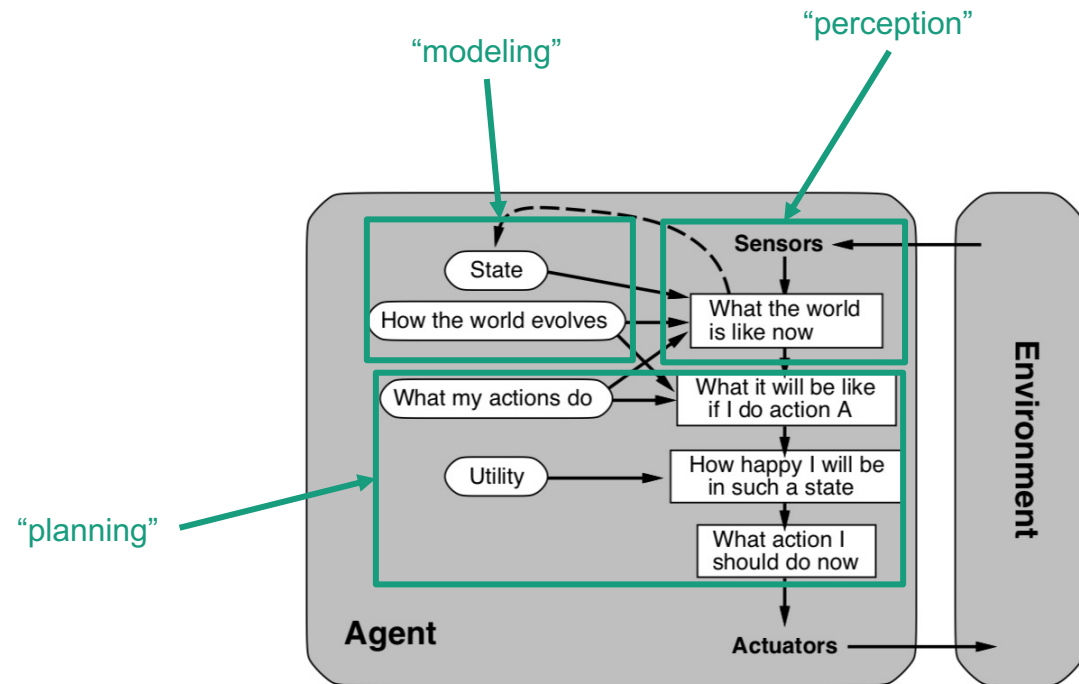 “perception”
“modeling”
Sensors
State
What the world
is like now
How the world evolves
What my actions do
What it will be like
if I do action A
Utility
How happy I will be
in such a state
“planning”
What action I
should do now
Agent
Actuators
Environment